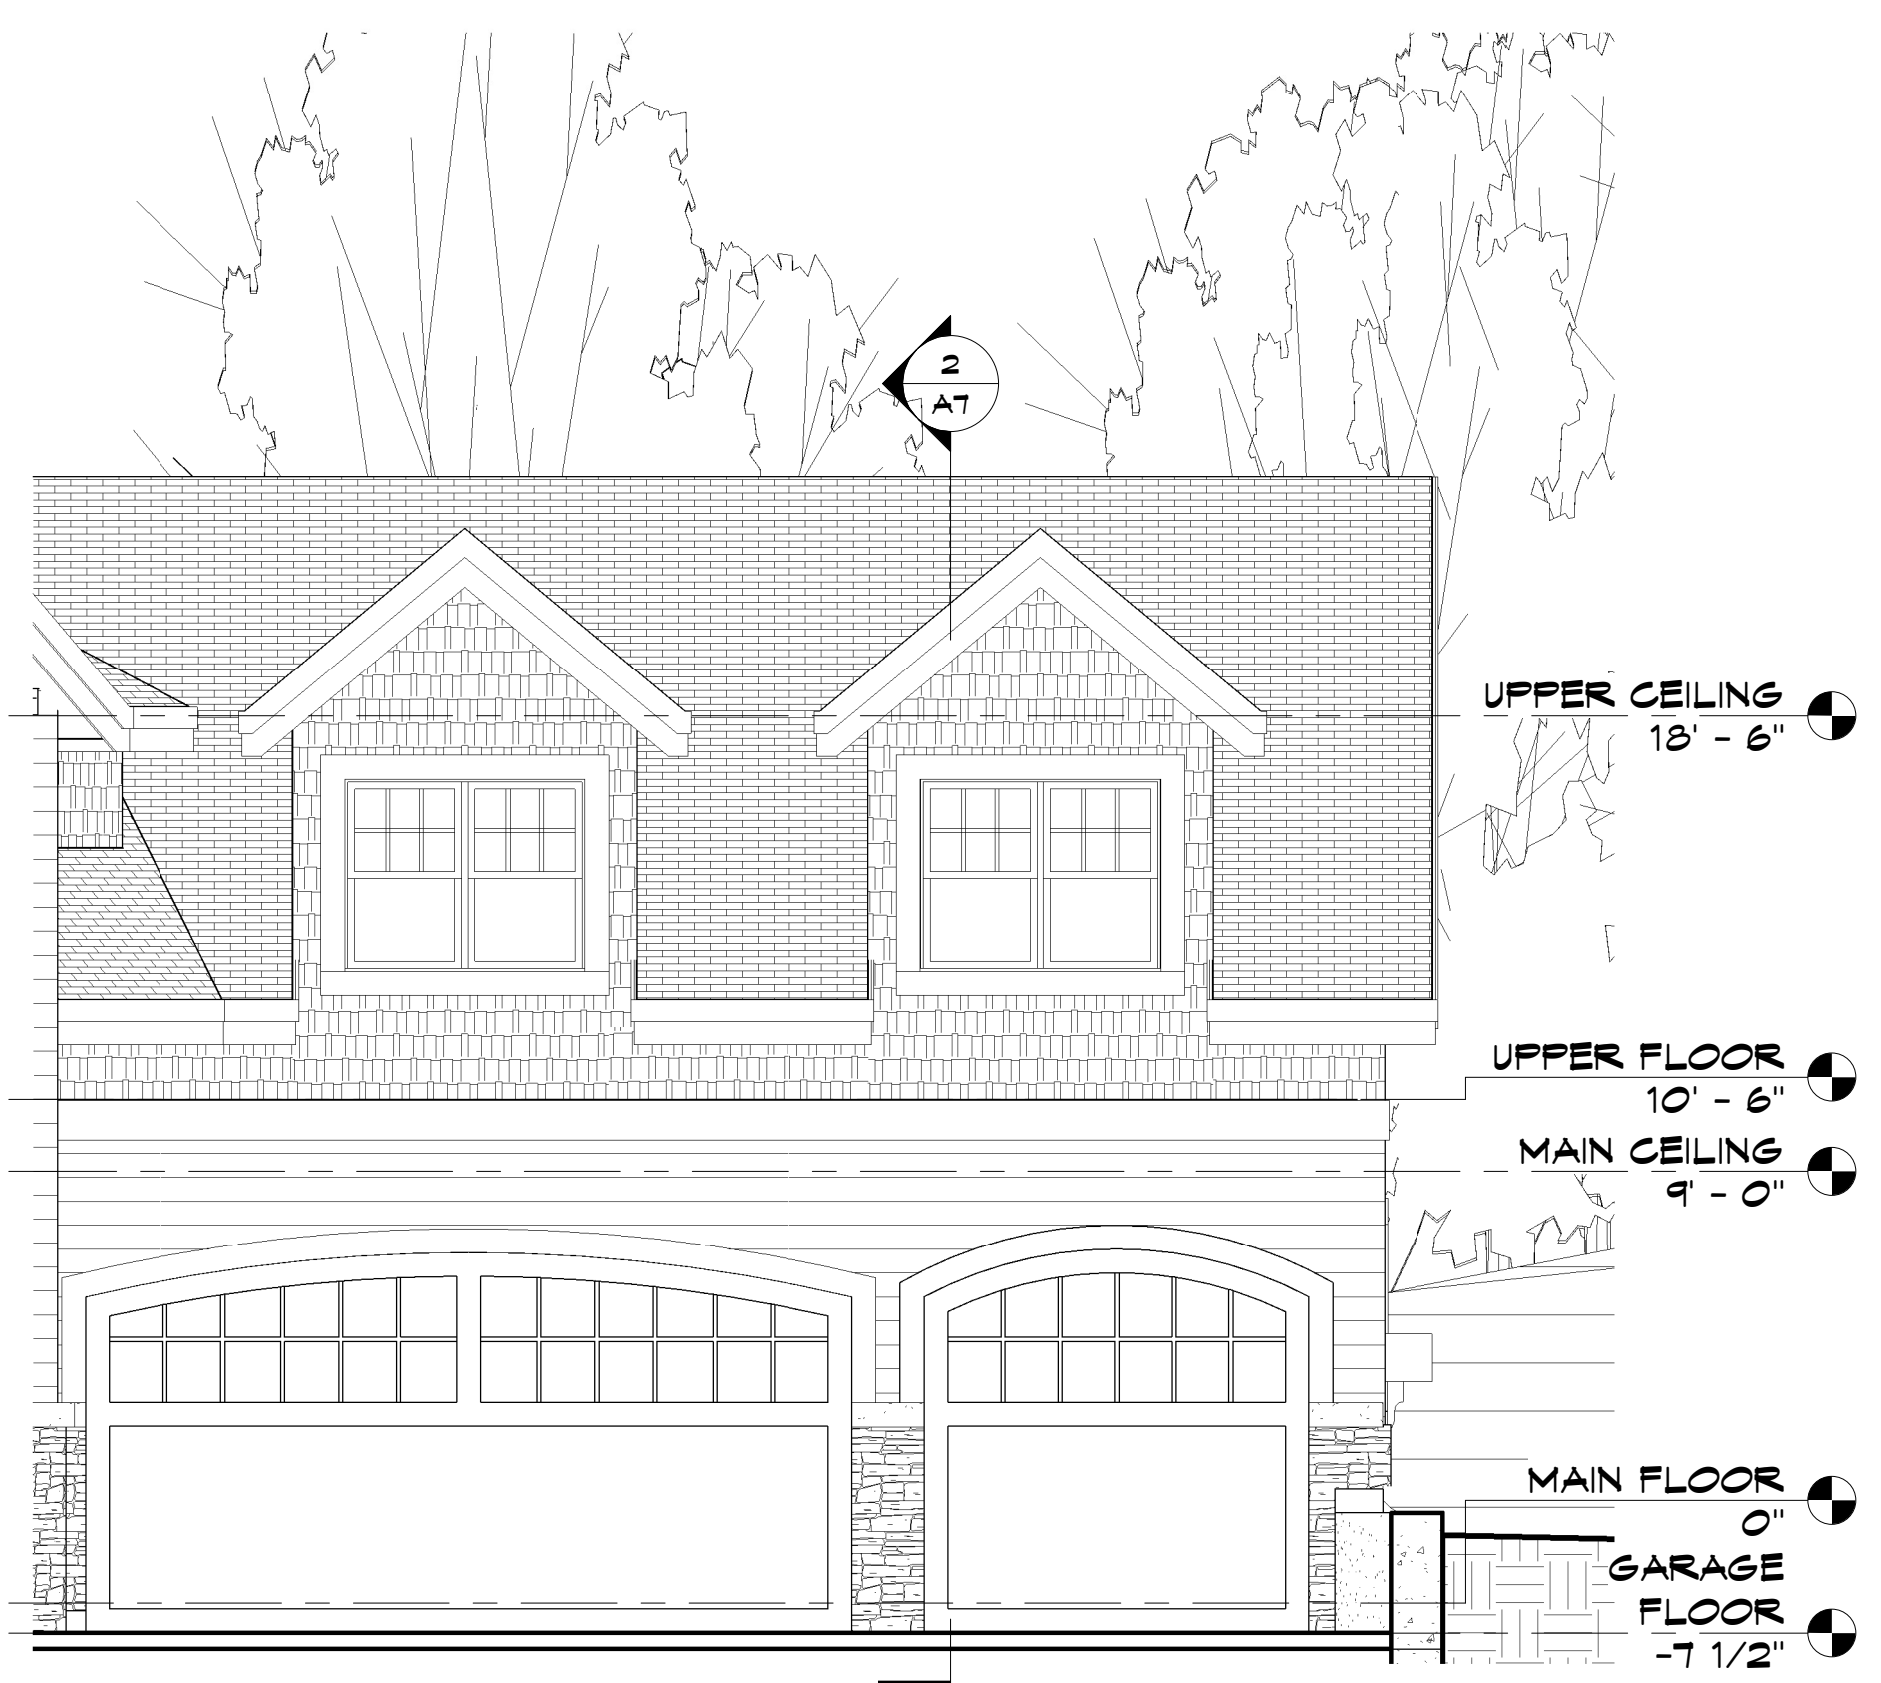 2
A7
UPPER CEILING
18' - 6"
UPPER FLOOR
10' - 6"
MAIN CEILING
9' - 0"
MAIN FLOOR
0"
GARAGE
FLOOR
-7 1/2"